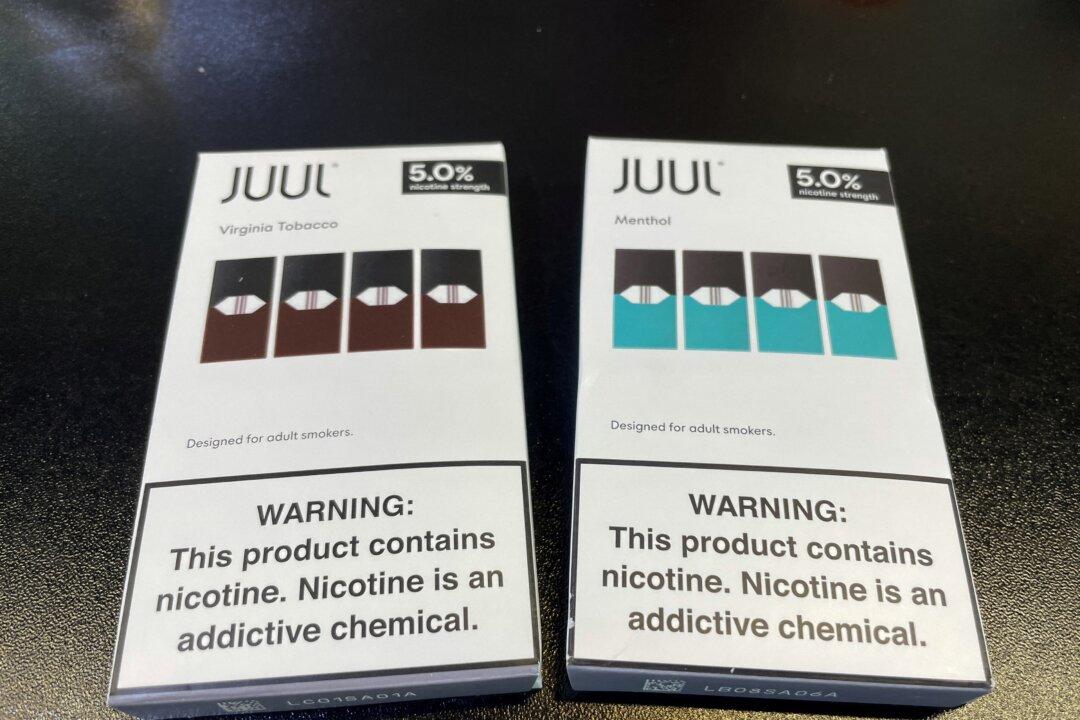 JUUL
5.0%
nicotine strength
Virginia Tobacco
Designed for adult smokers.
WARNING:
This product contains
nicotine. Nicotine is an
addictive chemical.
LC01SA01A
JUUL
5.0%
nicotine strength
Menthol
Designed for adult smokers.
WARNING:
This product contains
nicotine. Nicotine is an
addictive chemical.
LB08SA06A